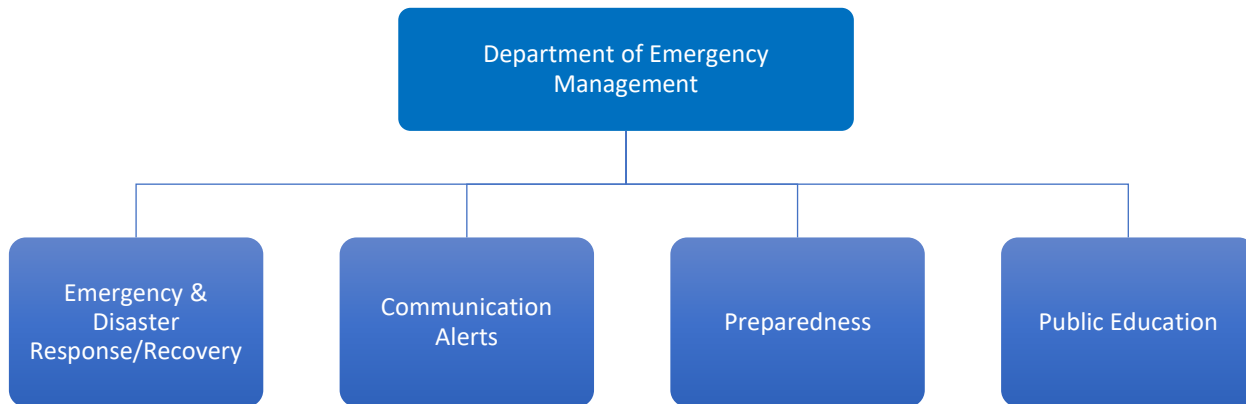 Department of Emergency
Management
Emergency &
Disaster
Response/Recovery
Communication
Alerts
Preparedness
Public Education